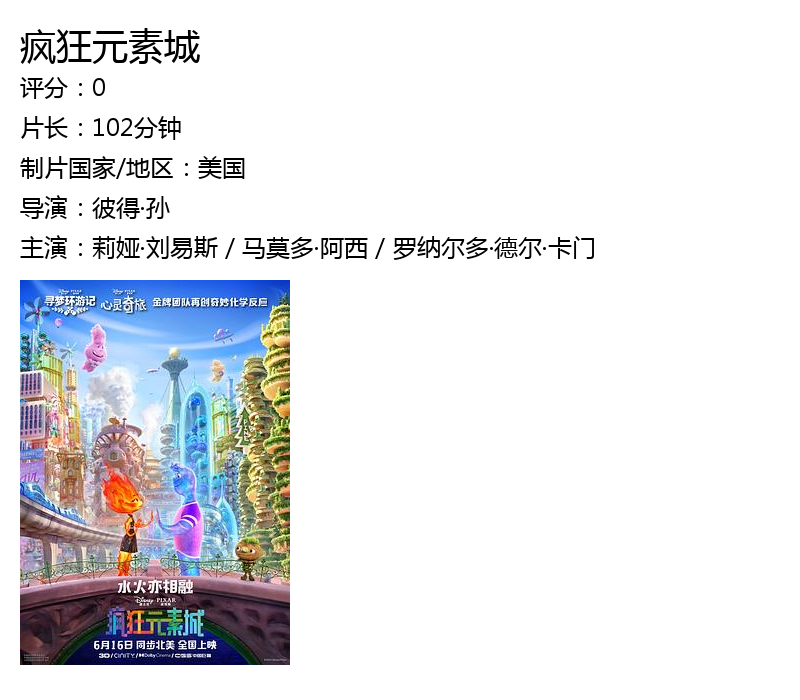 疯狂元素城
评分：0
片长：102分钟
制片国家/地区：美国
导演：彼得·孙
主演：莉娅·刘易斯 / 马莫多·阿西 / 罗纳尔多·德尔·卡门
寻梦环游记 心灵奇旅 金牌团队再创奇妙化学反应
水火亦相融
Disney PIXAR
疯狂元素城
6月16日 同步北美 全国上映
3D / CINITY / Dolby Cinema /